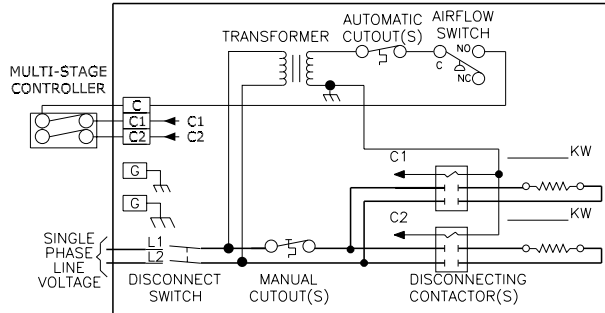 TRANSFORMER
AUTOMATIC
CUTOUT(S)
AIRFLOW
SWITCH
NO
C
NC
MULTI-STAGE
CONTROLLER
C
C1
C1
C2
C2
G
G
C1
KW
C2
KW
SINGLE
PHASE
LINE
VOLTAGE
L1
L2
DISCONNECT
SWITCH
MANUAL
CUTOUT(S)
DISCONNECTING
CONTACTOR(S)